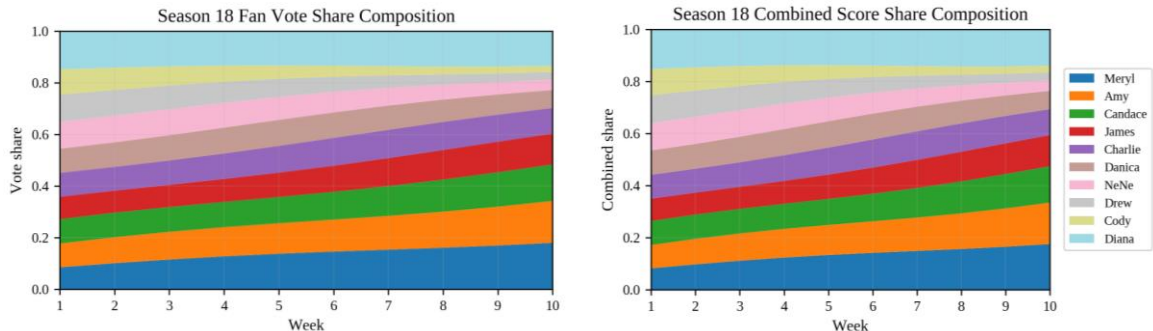 Season 18 Fan Vote Share Composition
1.0
0.8
0.6
0.4
0.2
0.0
Vote share
1 2 3 4 5 6 7 8 9 10
Week
Season 18 Combined Score Share Composition
1.0
0.8
0.6
0.4
0.2
0.0
Combined share
1 2 3 4 5 6 7 8 9 10
Week
Meryl
Amy
Candace
James
Charlie
Danica
NeNe
Drew
Cody
Diana